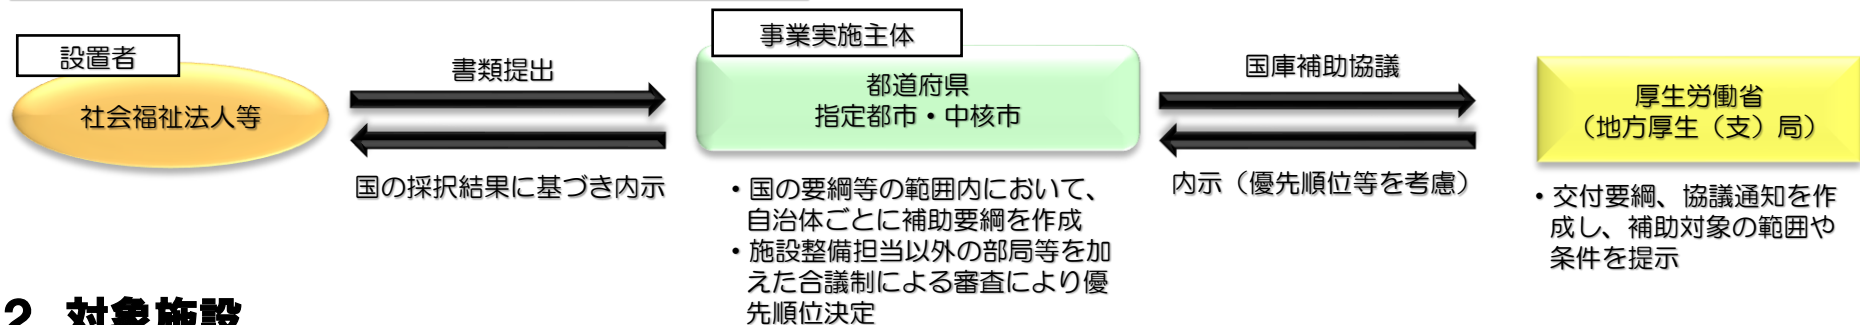 設置者
社会福祉法人等
書類提出
国の採択結果に基づき内示
事業実施主体
都道府県
指定都市・中核市
・国の要綱等の範囲内において、
自治体ごとに補助要綱を作成
・施設整備担当以外の部局等を加
えた合議制による審査により優
先順位決定
国庫補助協議
内示（優先順位等を考慮）
厚生労働省
（地方厚生（支）局）
・交付要綱、協議通知を作
成し、補助対象の範囲や
条件を提示
2 対象施設